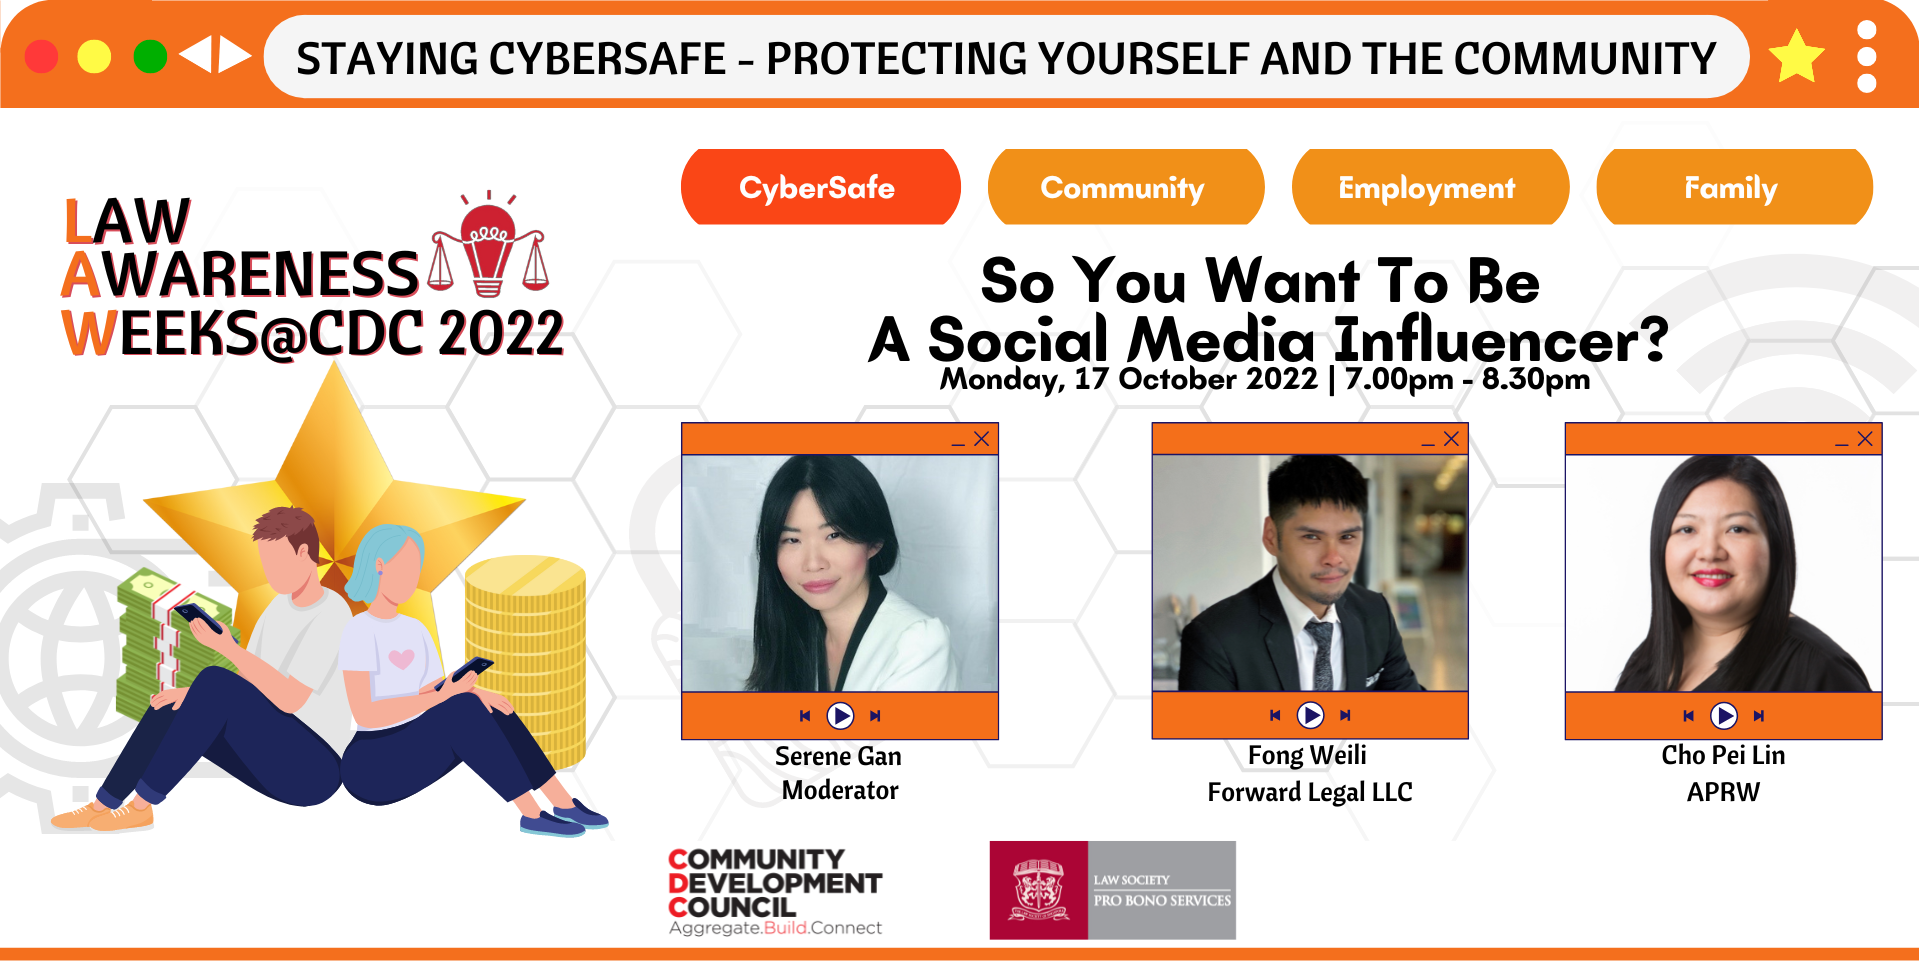 STAYING CYBERSAFE - PROTECTING YOURSELF AND THE COMMUNITY
LAW
AWARENESS
WEEKS@CDC 2022
CyberSafe
Community
Employment
Family
So You Want To Be
A Social Media Influencer?
Monday, 17 October 2022 | 7.00pm - 8.30pm
Serene Gan
Moderator
Fong Weili
Forward Legal LLC
Cho Pei Lin
APRW
COMMUNITY
DEVELOPMENT
COUNCIL
Aggregate.Build.Connect
LAW SOCIETY
PRO BONO SERVICES